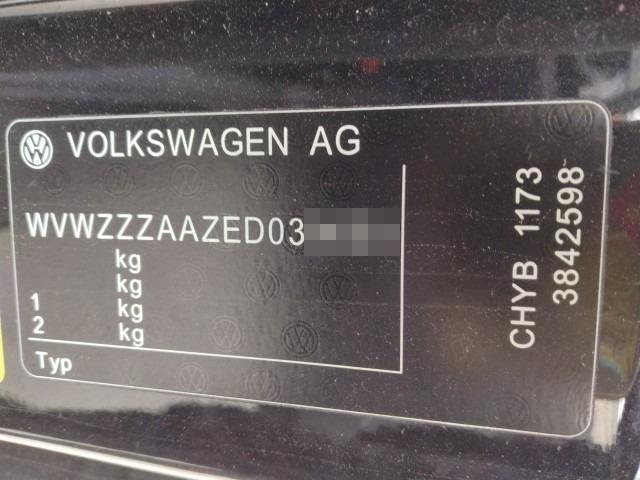 VOLKSWAGEN AG
WVWZZZAAZED03
kg
kg
1 kg
2 kg
Typ
CHYB 1173
3842598